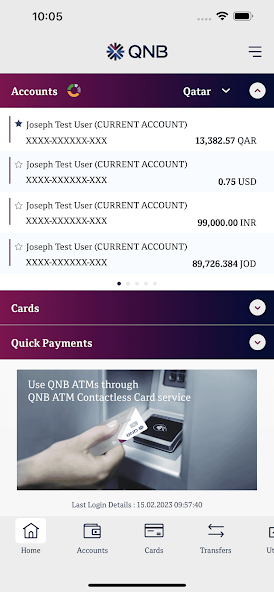 10:05
QNB
Accounts Qatar
Joseph Test User (CURRENT ACCOUNT)
XXXX-XXXXXX-XXX
13,382.57 QAR
Joseph Test User (CURRENT ACCOUNT)
XXXX-XXXXXX-XXX
0.75 USD
Joseph Test User (CURRENT ACCOUNT)
XXXX-XXXXXX-XXX
99,000.00 INR
Joseph Test User (CURRENT ACCOUNT)
XXXX-XXXXXX-XXX
89,726.384 JOD
Cards
Quick Payments
Use QNB ATMs through
QNB ATM Contactless Card service
Last Login Details : 15.02.2023 09:57:40
Home Accounts Cards Transfers Ut